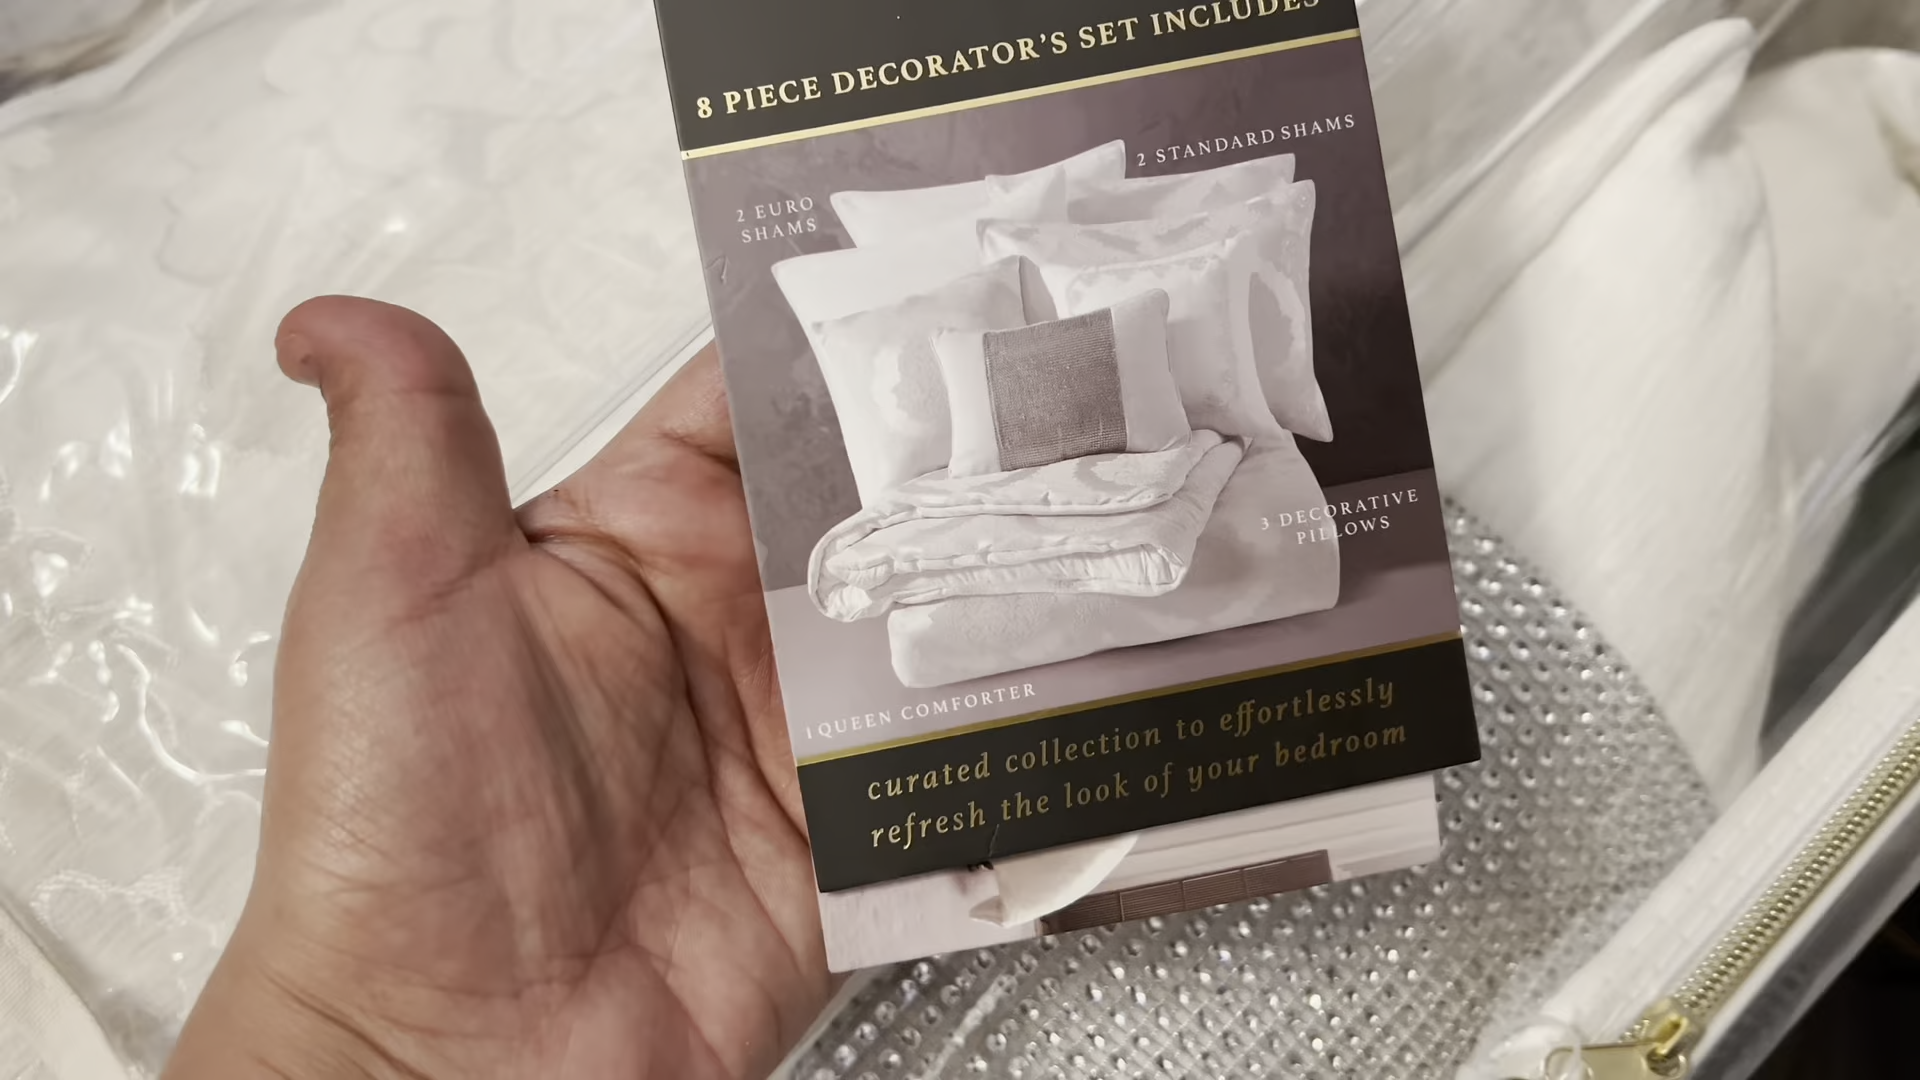 8 PIECE DECORATOR'S SET INCLUDES
2 STANDARD SHAMS
2 EURO
SHAMS
3 DECORATIVE
PILLOWS
1 QUEEN COMFORTER
curated collection to effortlessly
refresh the look of your bedroom